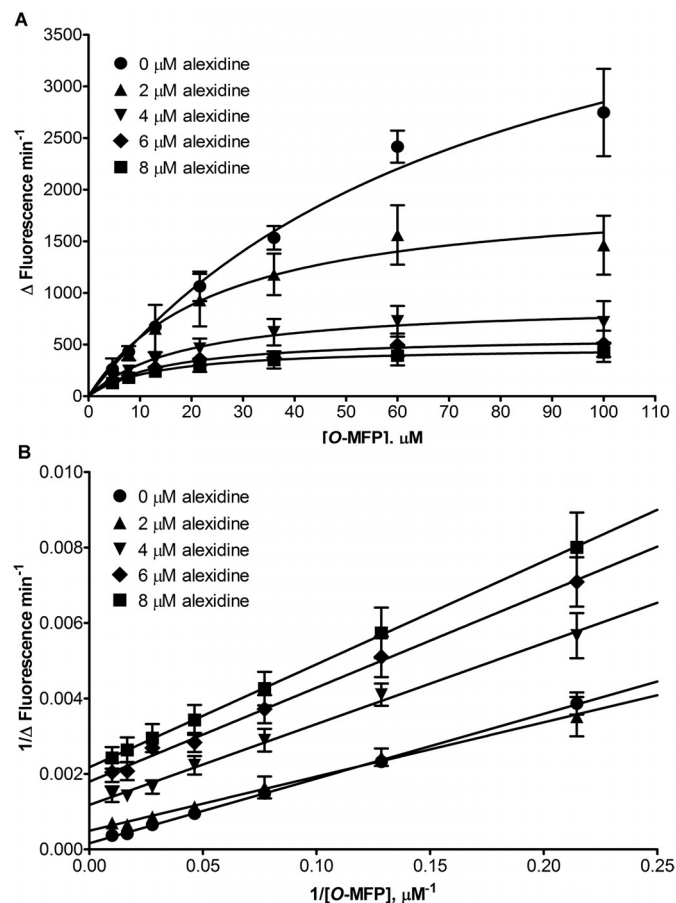 A
3500
3000
2500
2000
1500
1000
500
0
Δ Fluorescence min-1
0 μM alexidine
2 μM alexidine
4 μM alexidine
6 μM alexidine
8 μM alexidine
0 10 20 30 40 50 60 70 80 90 100 110
[O-MFP], μM
B
0.010
0.008
0.006
0.004
0.002
0.000
1/Δ Fluorescence min-1
0 μM alexidine
2 μM alexidine
4 μM alexidine
6 μM alexidine
8 μM alexidine
0.00 0.05 0.10 0.15 0.20 0.25
1/[O-MFP], μM-1